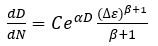 dD/dN = Ce^{αD} (Δε)^{β+1}/β+1